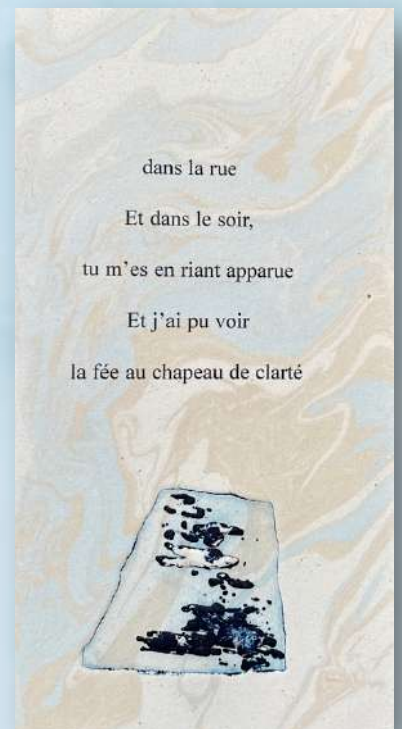 dans la rue
Et dans le soir,
tu m'es en riant apparue
Et j'ai pu voir
la fée au chapeau de clarté